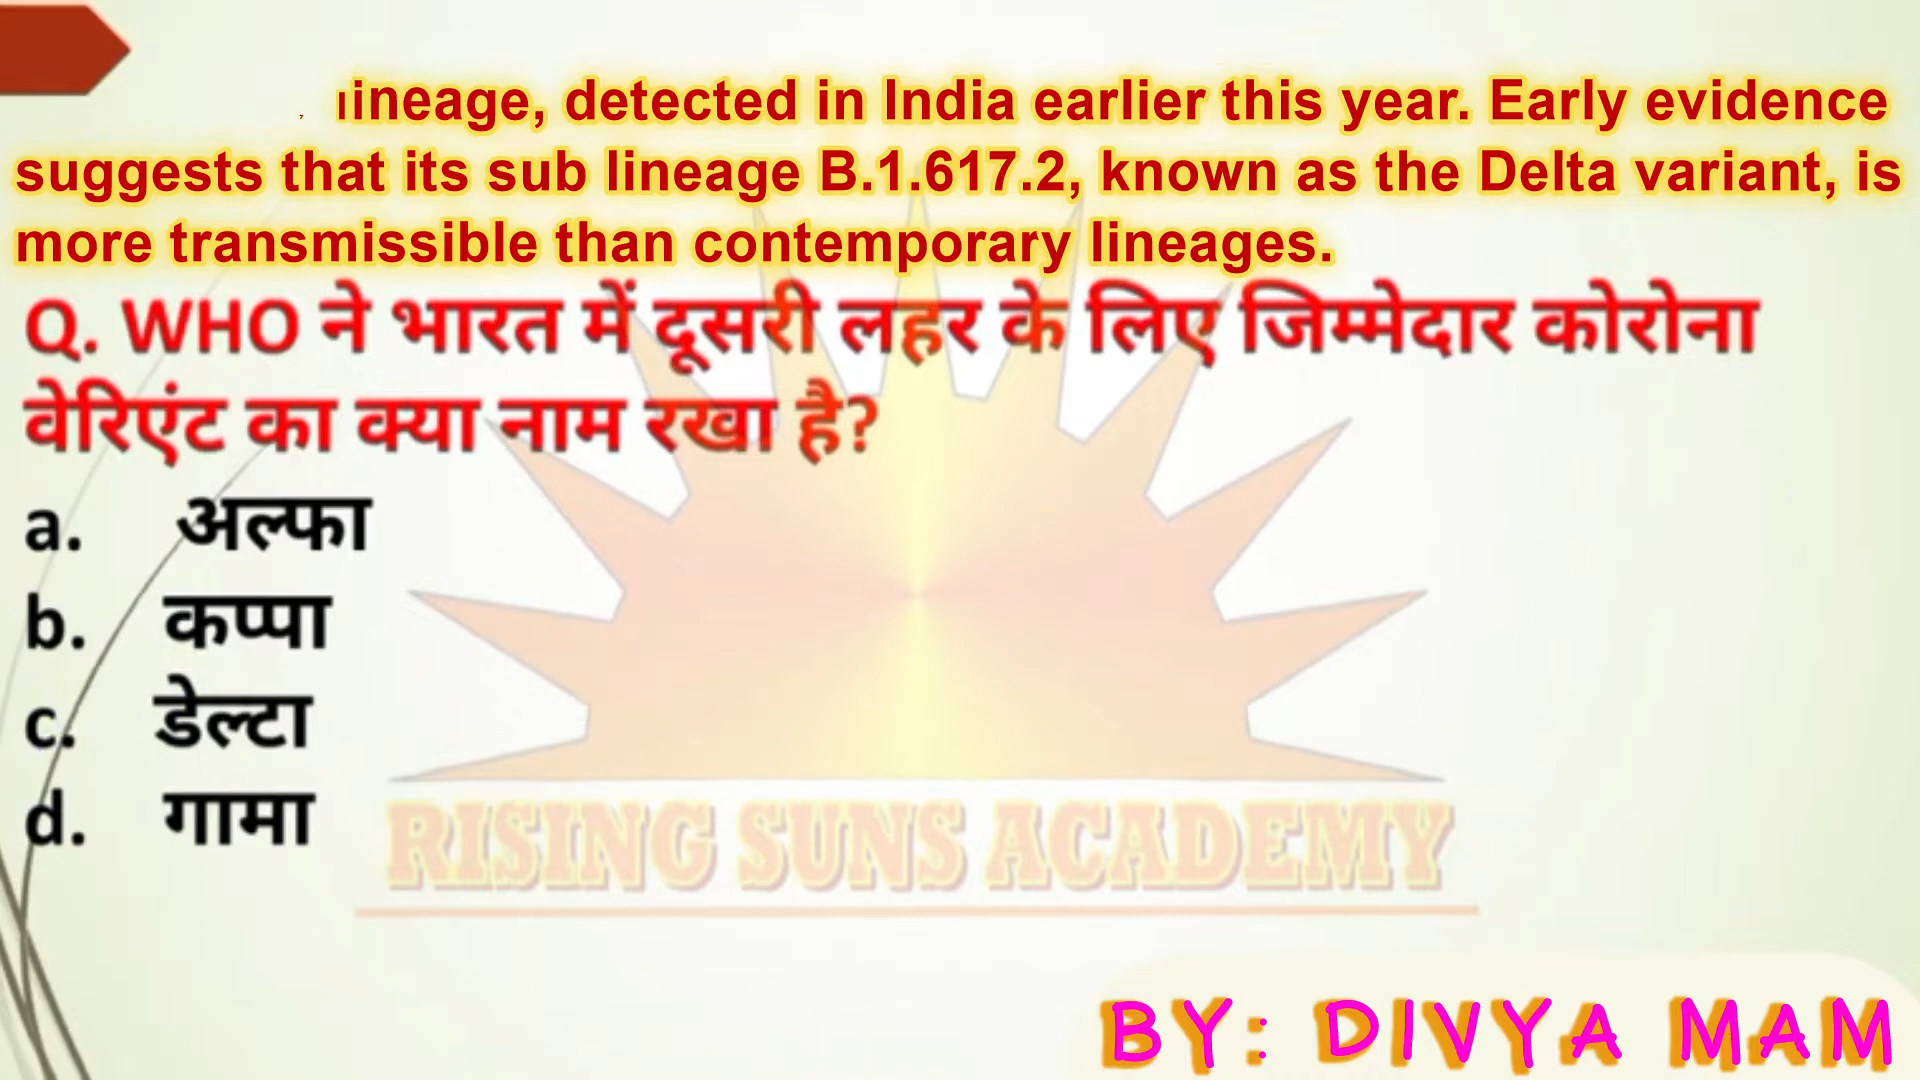 lineage, detected in India earlier this year. Early evidence
suggests that its sub lineage B.1.617.2, known as the Delta variant, is
more transmissible than contemporary lineages.
Q. WHO ने भारत में दूसरी लहर के लिए जिम्मेदार कोरोना
वेरिएंट का क्या नाम रखा है?
a. अल्फा
b. कप्पा
c. डेल्टा
d. गामा
RISING SUNS ACADEMY
BY: DIVYA MAM